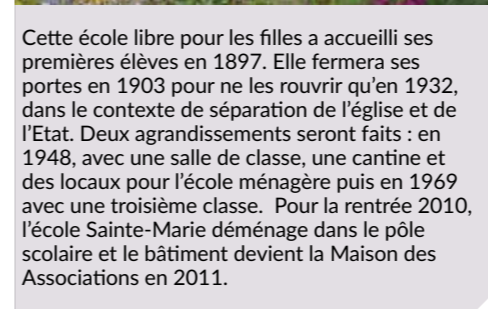 Cette école libre pour les filles a accueilli ses
premières élèves en 1897. Elle fermera ses
portes en 1903 pour ne les rouvrir qu’en 1932,
dans le contexte de séparation de l’église et de
l’Etat. Deux agrandissements seront faits : en
1948, avec une salle de classe, une cantine et
des locaux pour l’école ménagère puis en 1969
avec une troisième classe.  Pour la rentrée 2010,
l’école Sainte-Marie déménage dans le pôle
scolaire et le bâtiment devient la Maison des
Associations en 2011.